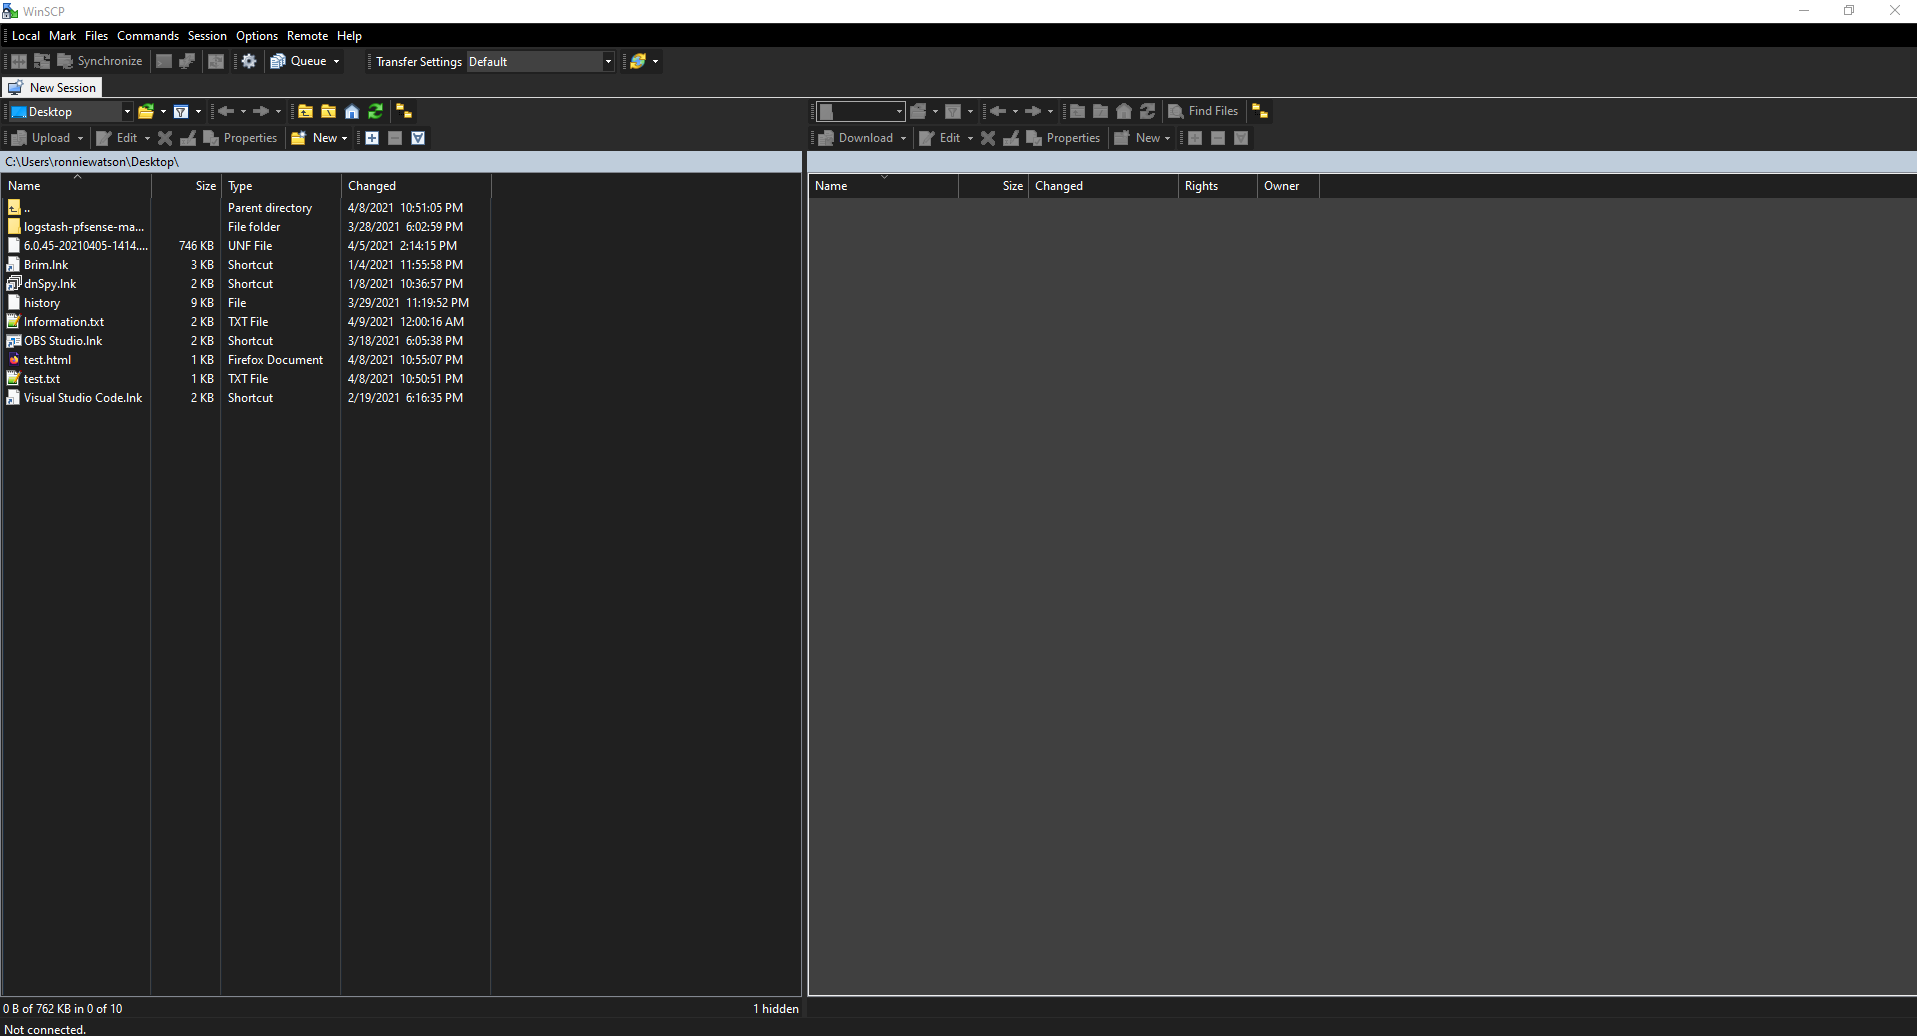 WinSCP
Local Mark Files Commands Session Options Remote Help
Synchronize Queue Transfer Settings Default
New Session
Desktop Find Files
Upload Edit Properties New Download Edit Properties New
C:\Users\ronniewatson\Desktop\
Name Size Type Changed Name Size Changed Rights Owner
.. Parent directory 4/8/2021 10:51:05 PM
logstash-pfsense-ma... File folder 3/28/2021 6:02:59 PM
6.0.45-20210405-1414.... 746 KB UNF File 4/5/2021 2:14:15 PM
Brim.lnk 3 KB Shortcut 1/4/2021 11:55:58 PM
dnSpy.lnk 2 KB Shortcut 1/8/2021 10:36:57 PM
history 9 KB File 3/29/2021 11:19:52 PM
Information.txt 2 KB TXT File 4/9/2021 12:00:16 AM
OBS Studio.lnk 2 KB Shortcut 3/18/2021 6:05:38 PM
test.html 1 KB Firefox Document 4/8/2021 10:55:07 PM
test.txt 1 KB TXT File 4/8/2021 10:50:51 PM
Visual Studio Code.lnk 2 KB Shortcut 2/19/2021 6:16:35 PM
0 B of 762 KB in 0 of 10 1 hidden
Not connected.